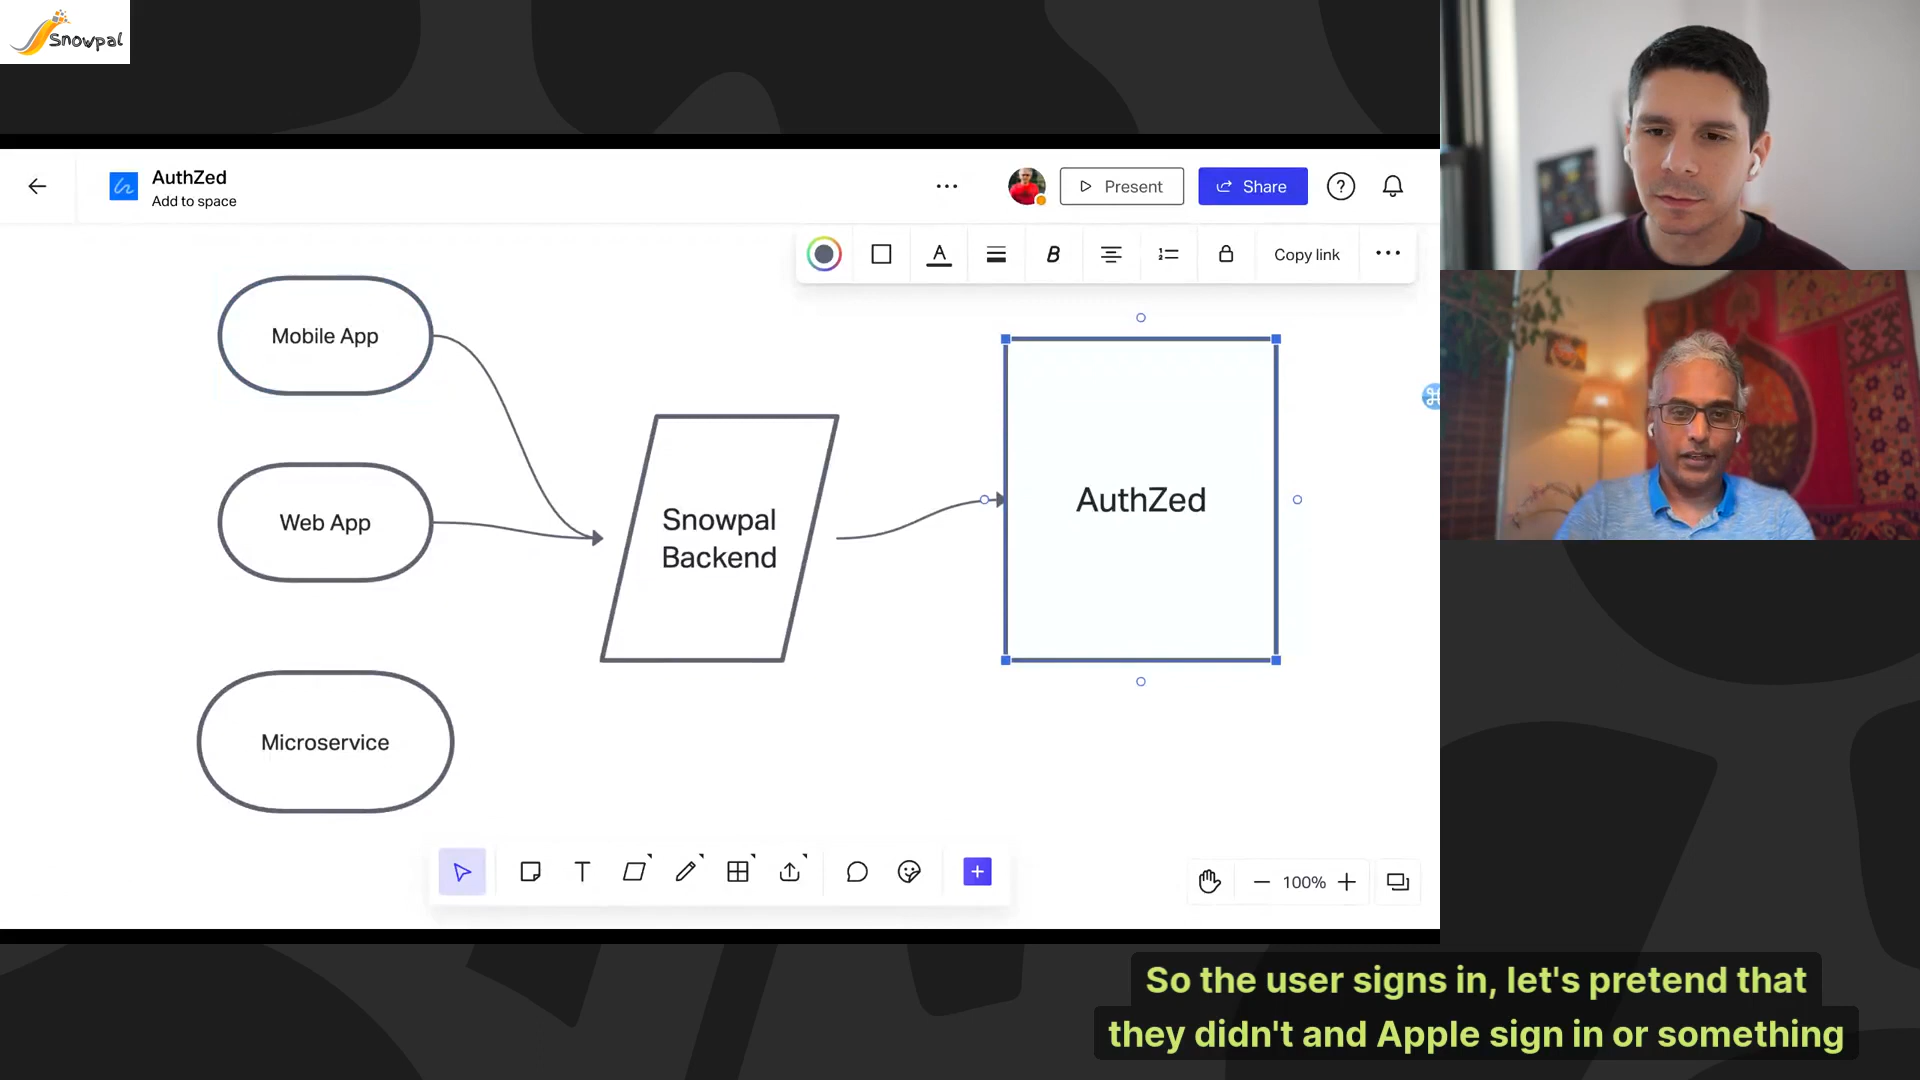 Snowpal
AuthZed
Add to space
Present
Share
Copy link
Mobile App
Web App
Microservice
Snowpal
Backend
AuthZed
100%
So the user signs in, let's pretend that
they didn't and Apple sign in or something